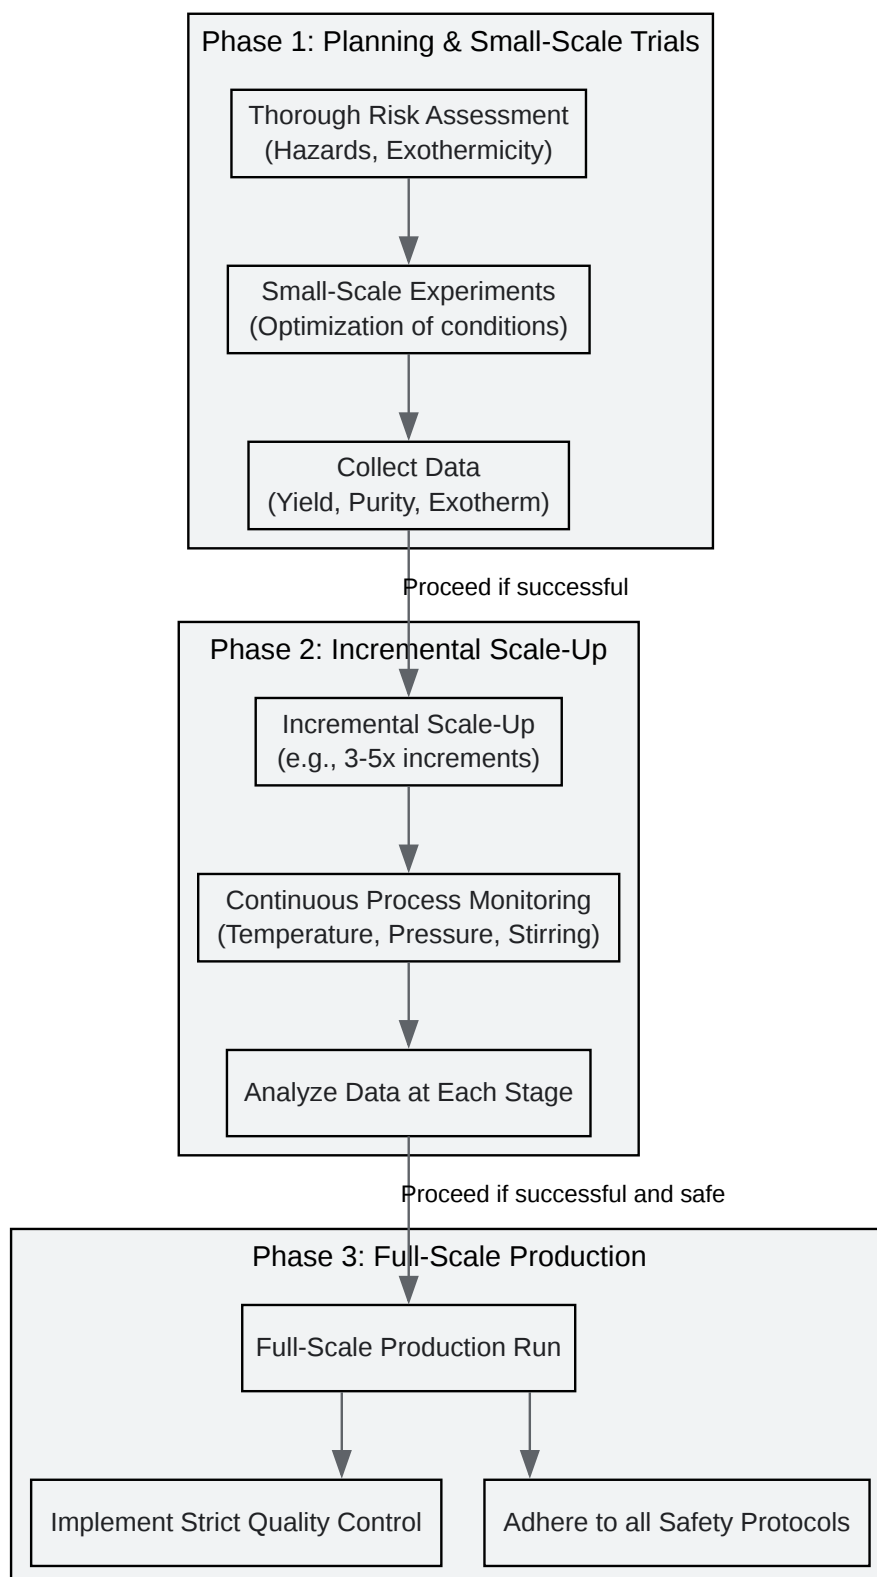 Phase 1: Planning & Small-Scale Trials
Thorough Risk Assessment
(Hazards, Exothermicity)
Small-Scale Experiments
(Optimization of conditions)
Collect Data
(Yield, Purity, Exotherm)
Proceed if successful
Phase 2: Incremental Scale-Up
Incremental Scale-Up
(e.g., 3-5x increments)
Continuous Process Monitoring
(Temperature, Pressure, Stirring)
Analyze Data at Each Stage
Proceed if successful and safe
Phase 3: Full-Scale Production
Full-Scale Production Run
Implement Strict Quality Control
Adhere to all Safety Protocols